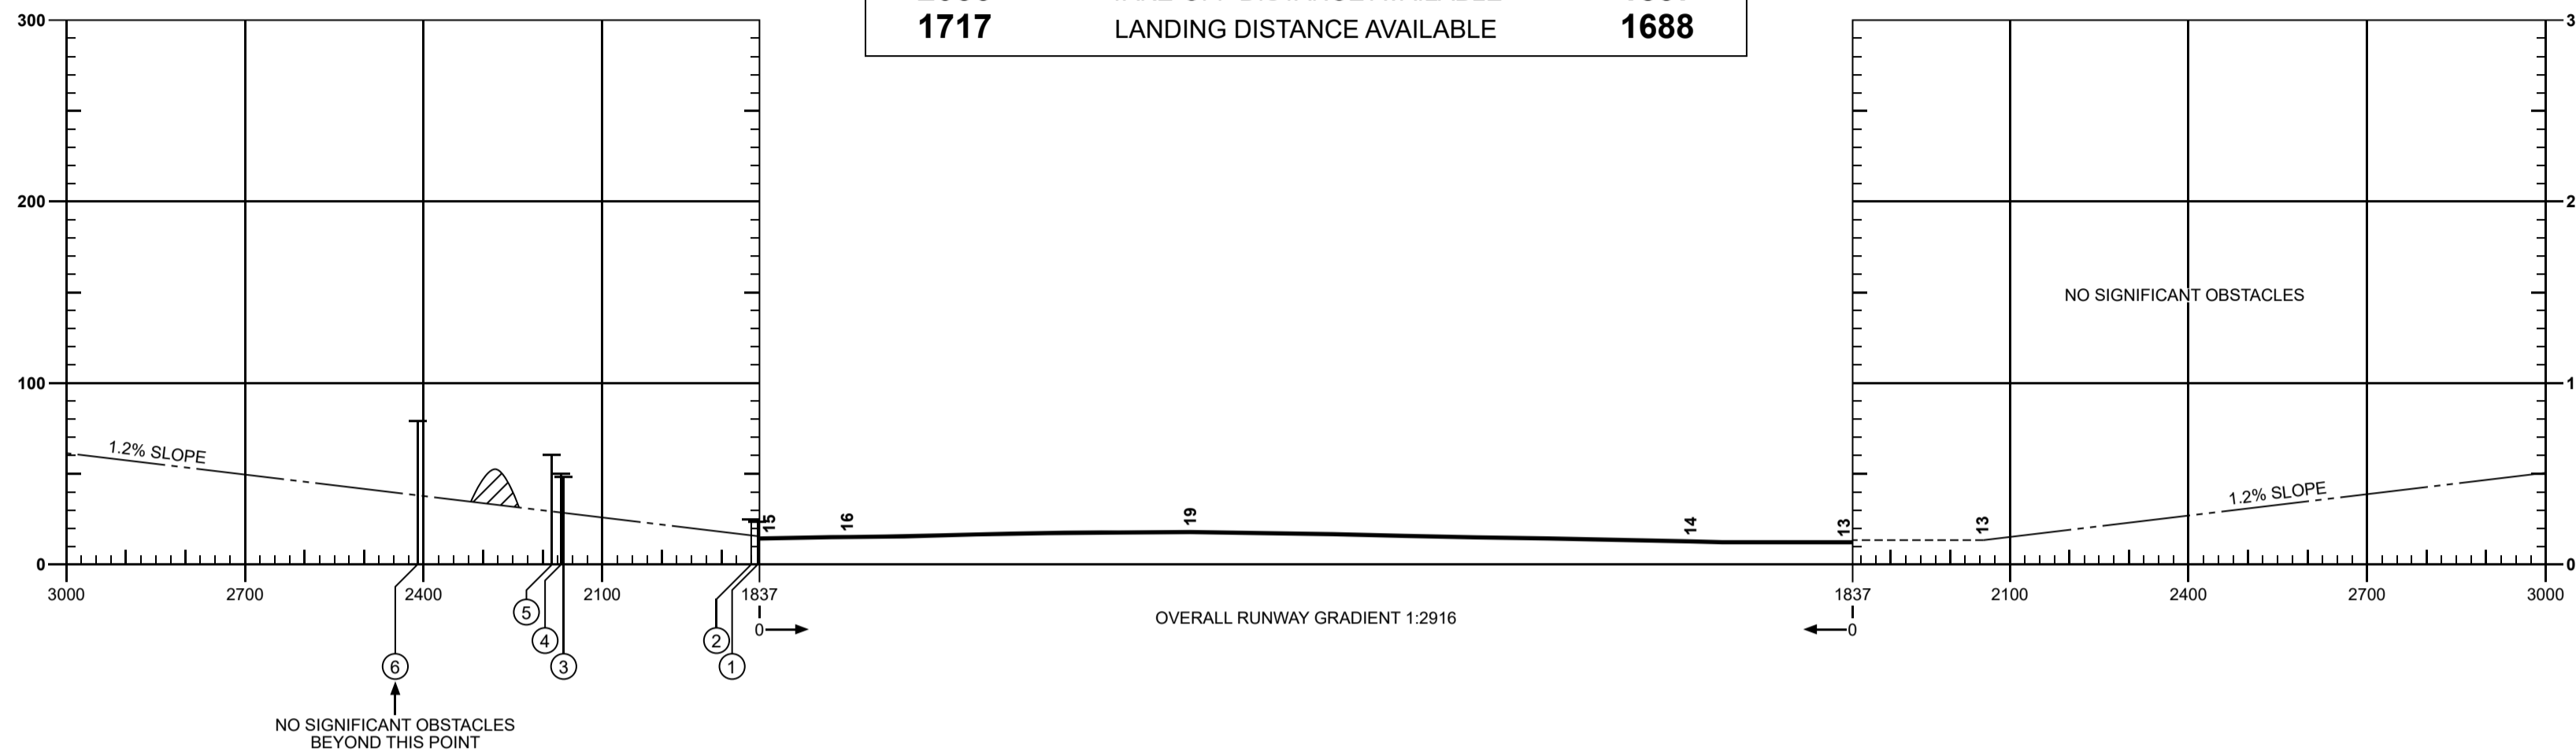 1717 LANDING DISTANCE AVAILABLE 1688
300
200
100
0
1.2% SLOPE
15
16
19
14
13
13
NO SIGNIFICANT OBSTACLES
1.2% SLOPE
0
3000 2700 2400 2100 1837
1837 2100 2400 2700 3000
OVERALL RUNWAY GRADIENT 1:2916
0
0
5
4
2
6
3
1
NO SIGNIFICANT OBSTACLES
BEYOND THIS POINT